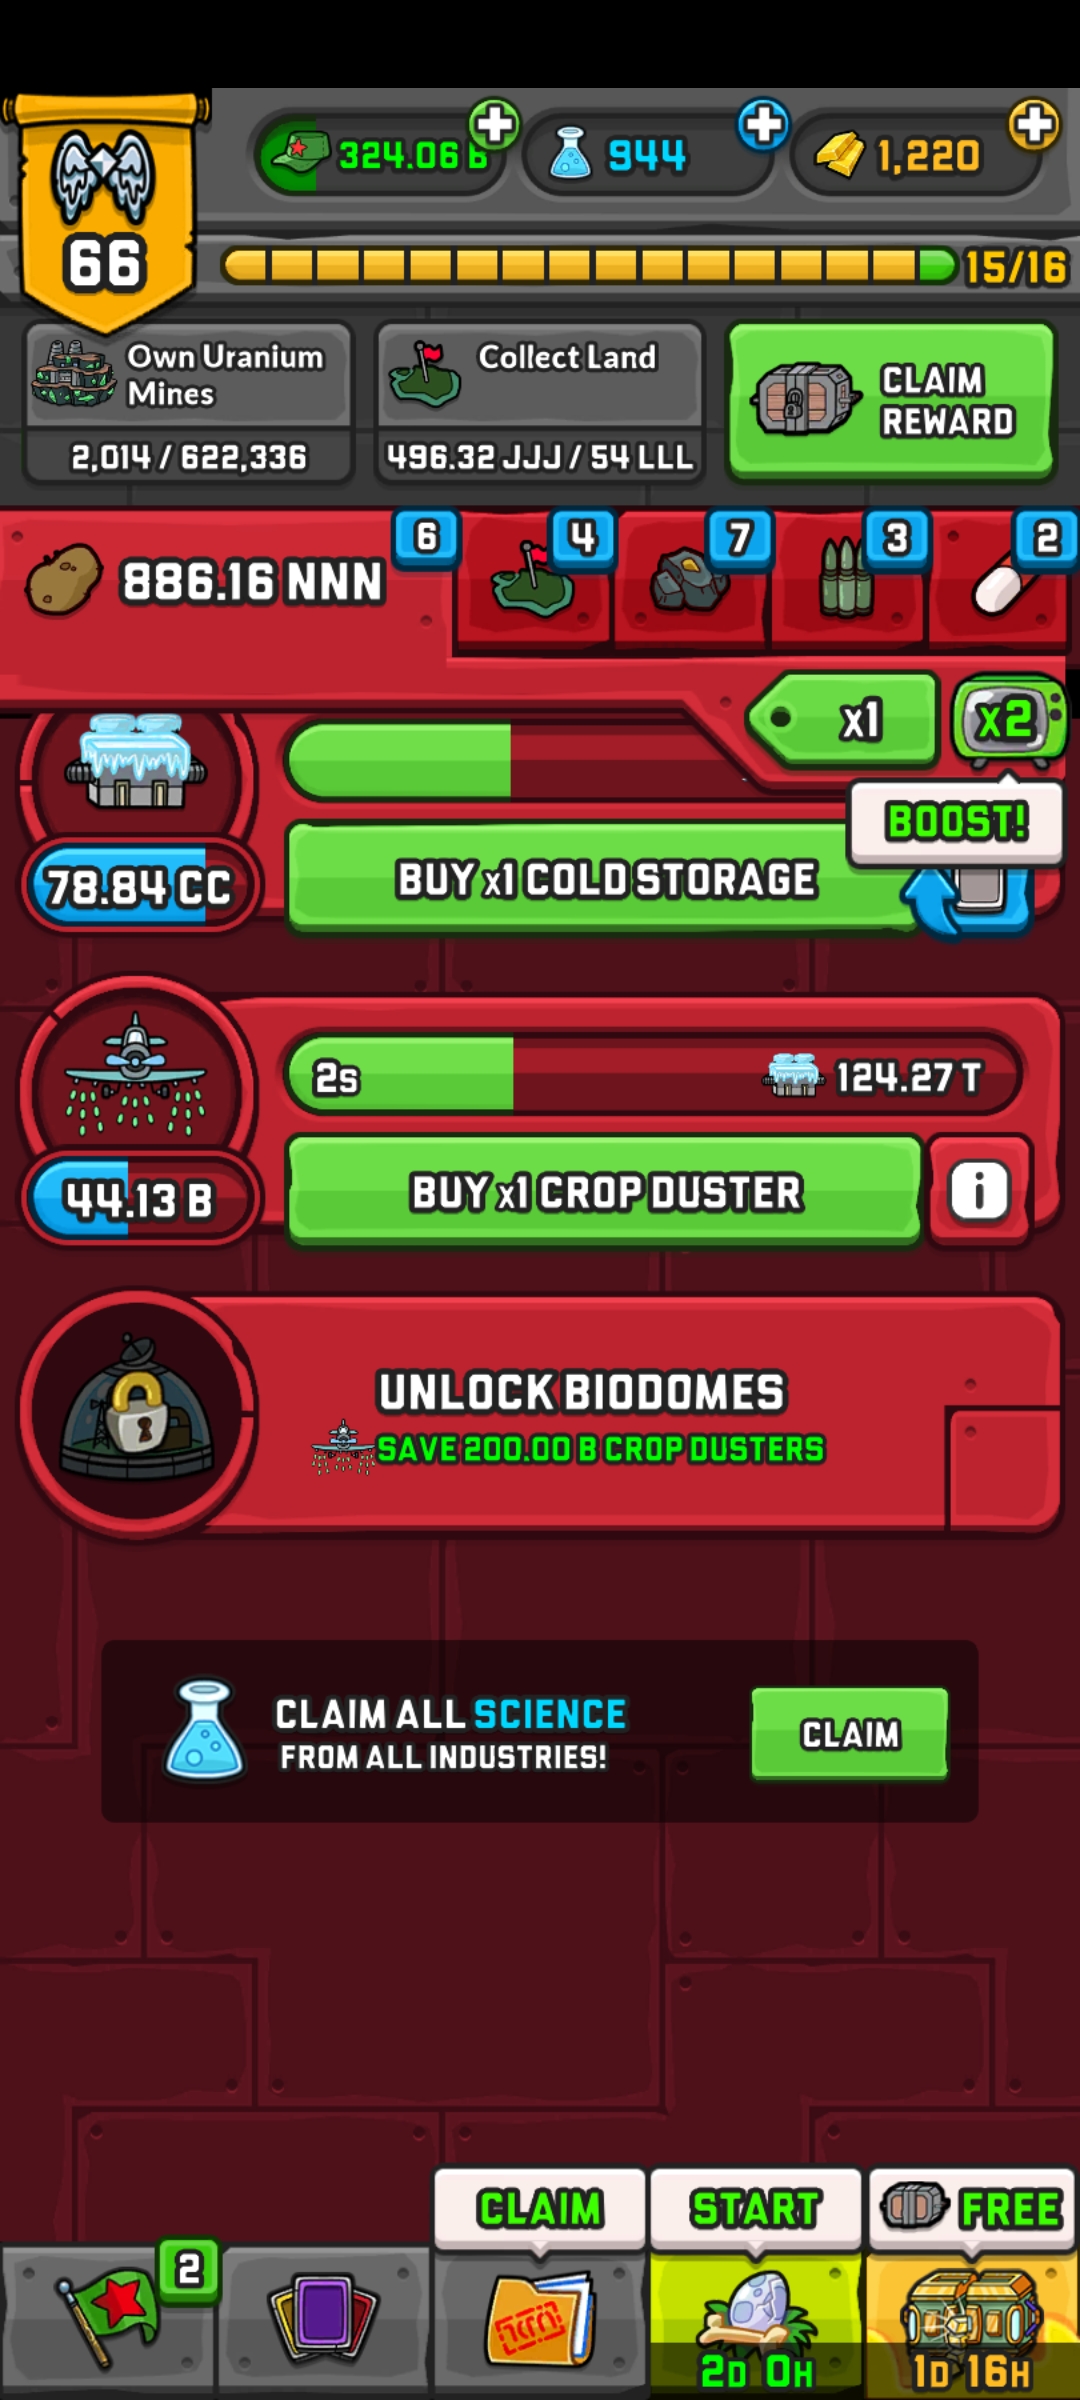 324.06 B
944
1,220
66
15/16
Own Uranium
Mines
2,014 / 622,336
Collect Land
496.32 JJJ / 54 LLL
CLAIM
REWARD
886.16 NNN
6
4
7
3
2
x1
x2
BOOST!
78.84 CC
BUY x1 COLD STORAGE
2s
124.27 T
44.13 B
BUY x1 CROP DUSTER
i
UNLOCK BIODOMES
SAVE 200.00 B CROP DUSTERS
CLAIM ALL SCIENCE
FROM ALL INDUSTRIES!
CLAIM
CLAIM
START
FREE
2
2D 0H
1D 16H